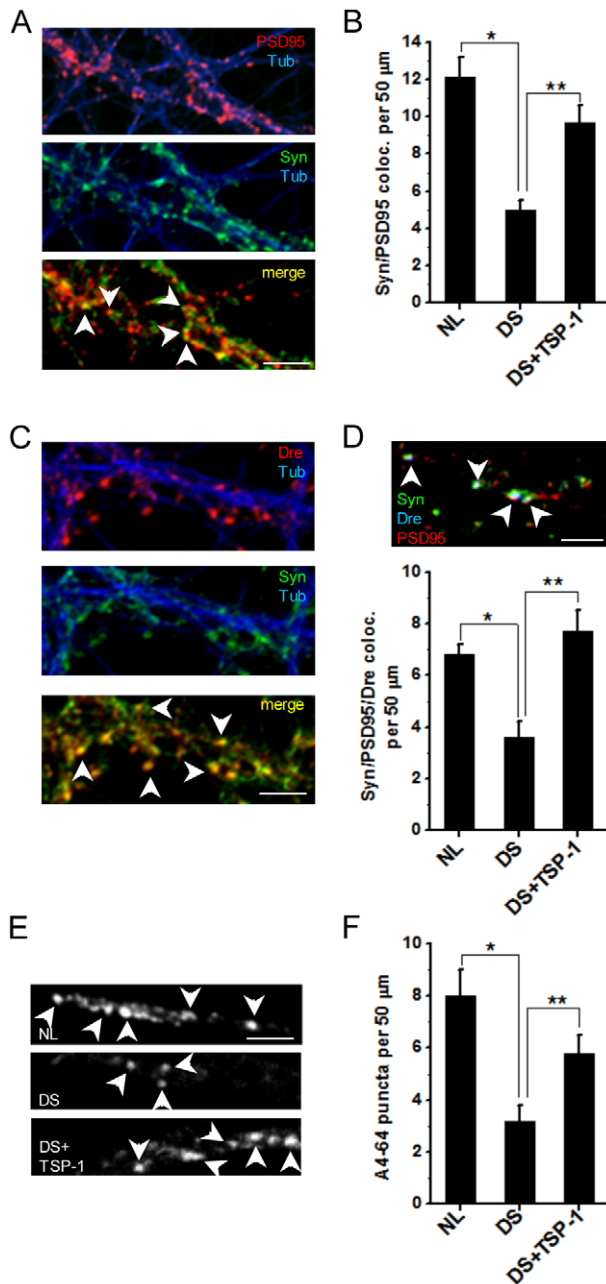 A
PSD95
Tub
Syn
Tub
merge
B
Syn/PSD95 coloc. per 50 µm
14
12
10
8
6
4
2
0
*
**
NL
DS
DS+TSP-1
C
Dre
Tub
Syn
Tub
merge
D
Syn
Dre
PSD95
Syn/PSD95/Dre coloc.
per 50 µm
8
6
4
2
0
*
**
NL
DS
DS+TSP-1
E
NL
DS
DS+
TSP-1
F
A4-64 puncta per 50 µm
10
8
6
4
2
0
*
**
NL
DS
DS+TSP-1